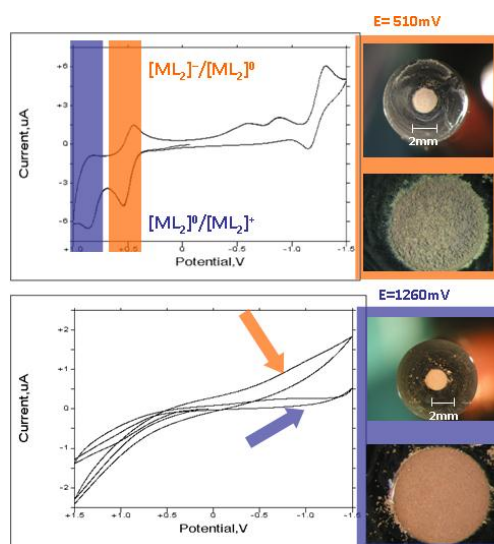 E= 510mV
[ML₂]⁻/[ML₂]⁰
Current,uA
+6
+3
0
-3
-6
[ML₂]⁰/[ML₂]⁺
+1.0 +0.5 0 -0.5 -1.0 -1.5
Potential,V
2mm
E=1260mV
Current,uA
+2
+1
0
-1
-2
+1.5 +1.0 +0.5 0.0 -0.5 -1.0 -1.5
Potential,V
2mm